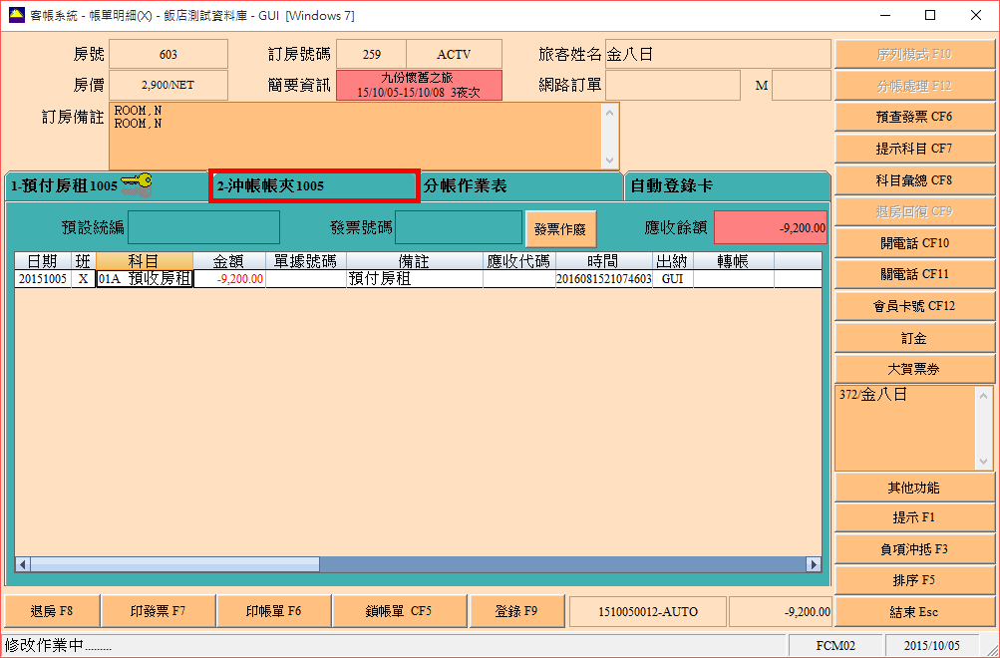 客帳系統 - 帳單明細(X) - 飯店測試資料庫 - GUI [Windows 7]
房號 603 訂房號碼 259 ACTV 旅客姓名 金八日 序列模式 F10
房價 2,900/NET 簡要資訊 九份懷舊之旅 網路訂單 M 分帳處理 F12
15/10/05-15/10/08 3夜次
訂房備註 ROOM,N 預查發票 CF6
ROOM,N
提示科目 CF7
1-預付房租1005 2-沖帳帳夾1005 分帳作業表 自動登錄卡 科目彙總 CF8
退房回復 CF9
預設統編 發票號碼 發票作廢 應收餘額 -9,200.00 開電話 CF10
日期 班 科目 金額 單據號碼 備註 應收代碼 時間 出納 轉帳
20151005 X 01A 預收房租 -9,200.00 預付房租 2016081521074603 GUI 關電話 CF11
會員卡號 CF12
訂金
大賀票券
372/金八日
其他功能
提示 F1
負項沖抵 F3
排序 F5
退房 F8 印發票 F7 印帳單 F6 鎖帳單 CF5 登錄 F9 1510050012-AUTO -9,200.00 結束 Esc
修改作業中......... FCM02 2015/10/05